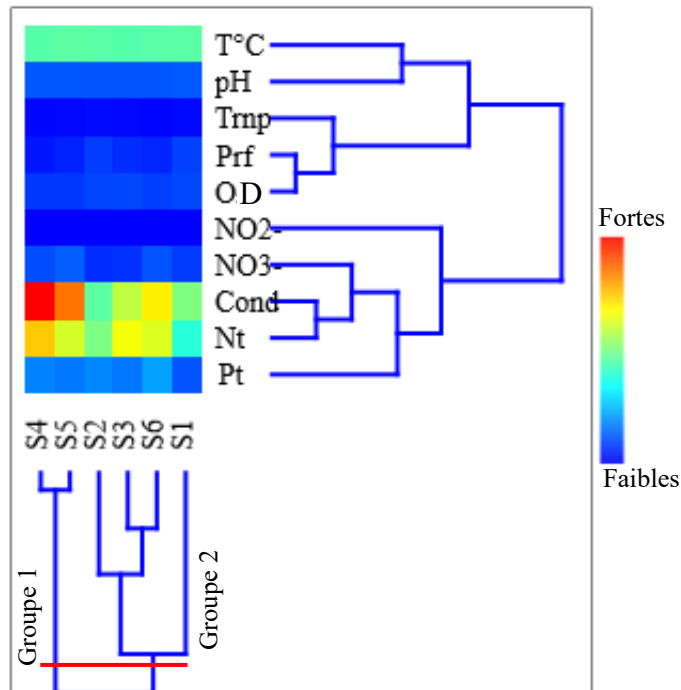 T°C
pH
Trnp
Prf
O.D
NO2-
NO3-
Cond
Nt
Pt
Fortes
Faibles
S4
S5
S2
S3
S6
S1
Groupe 1
Groupe 2